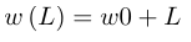 w (L) = w0 + L